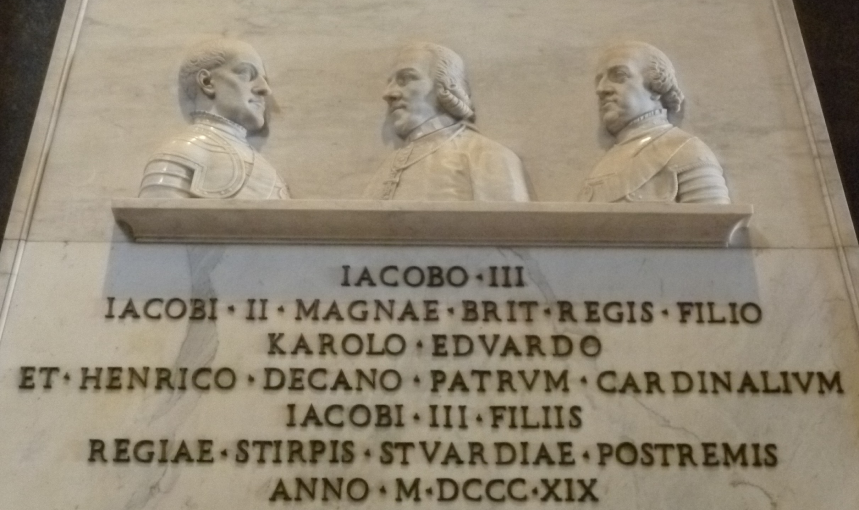 IACOBO·III
IACOBI·II·MAGNAE·BRIT·REGIS·FILIO
KAROLO·EDVARDO
ET·HENRICO·DECANO·PATRVM·CARDINALIVM
IACOBI·III·FILIIS
REGIAE·STIRPIS·STVARDIAE·POSTREMIS
ANNO·M·DCCC·XIX